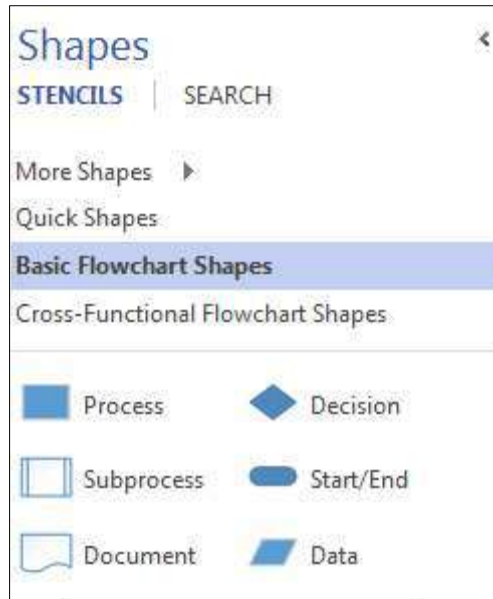 Shapes
STENCILS | SEARCH
More Shapes
Quick Shapes
Basic Flowchart Shapes
Cross-Functional Flowchart Shapes
Process Decision
Subprocess Start/End
Document Data